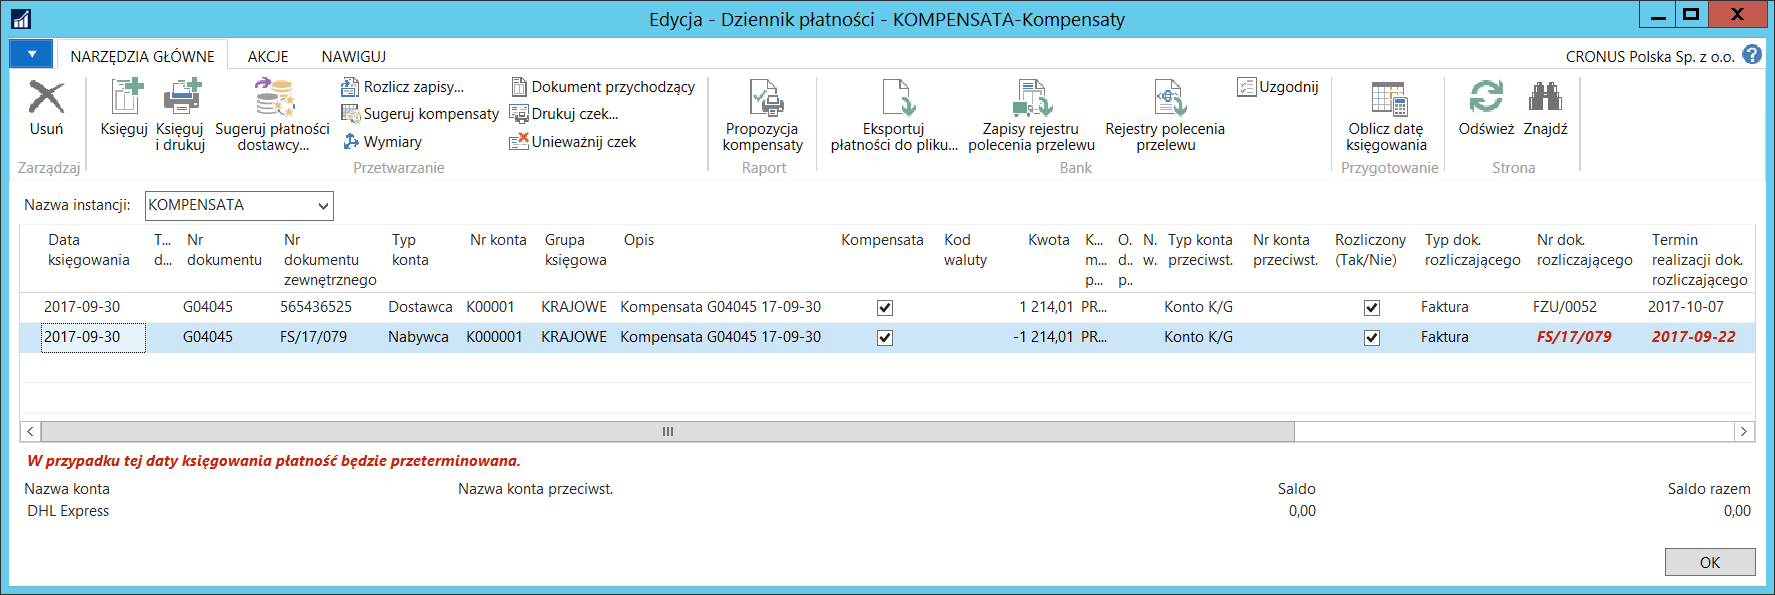 Edycja - Dziennik płatności - KOMPENSATA-Kompensaty
NARZĘDZIA GŁÓWNE AKCJE NAWIGUJ CRONUS Polska Sp. z o.o. ?
Usuń
Zarządzaj
Księguj
Księguj
i drukuj
Sugeruj płatności
dostawcy...
Rozlicz zapisy...
Sugeruj kompensaty
Wymiary
Dokument przychodzący
Drukuj czek...
Unieważnij czek
Przetwarzanie
Propozycja
kompensaty
Raport
Eksportuj
płatności do pliku...
Zapisy rejestru
polecenia przelewu
Rejestry polecenia
przelewu
Uzgodnij
Bank
Oblicz datę
księgowania
Przygotowanie
Odśwież
Znajdź
Strona
Nazwa instancji: KOMPENSATA
Data T... Nr Nr Typ Nr konta Grupa Opis Kompensata Kod Kwota K... O. N. Typ konta Nr konta Rozliczony Typ dok. Nr dok. Termin
księgowania d... dokumentu dokumentu konta księgowa waluty m... d.. w. przeciwst. przeciwst. (Tak/Nie) rozliczającego rozliczającego realizacji dok.
zewnętrznego p... p.. rozliczającego
2017-09-30 G04045 565436525 Dostawca K00001 KRAJOWE Kompensata G04045 17-09-30 1 214,01 PR... Konto K/G Faktura FZU/0052 2017-10-07
2017-09-30 G04045 FS/17/079 Nabywca K000001 KRAJOWE Kompensata G04045 17-09-30 -1 214,01 PR... Konto K/G Faktura FS/17/079 2017-09-22
W przypadku tej daty księgowania płatność będzie przeterminowana.
Nazwa konta Nazwa konta przeciwst. Saldo Saldo razem
DHL Express 0,00 0,00
OK